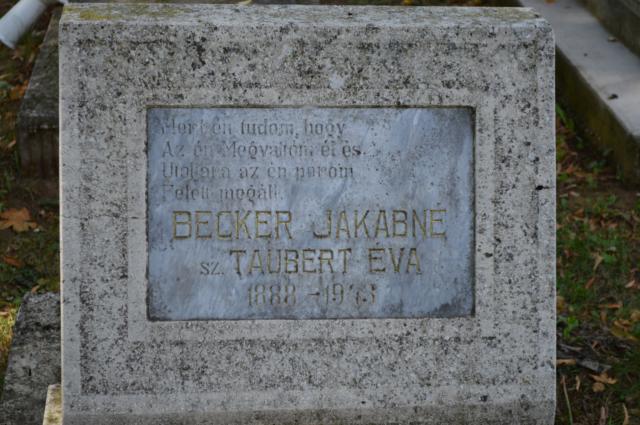 Mert én tudom, hogy
Az én Megváltóm él és
Utoljára az én porom
Felett megáll.
BECKER JAKABNÉ
SZ. TAUBERT ÉVA
1888 –